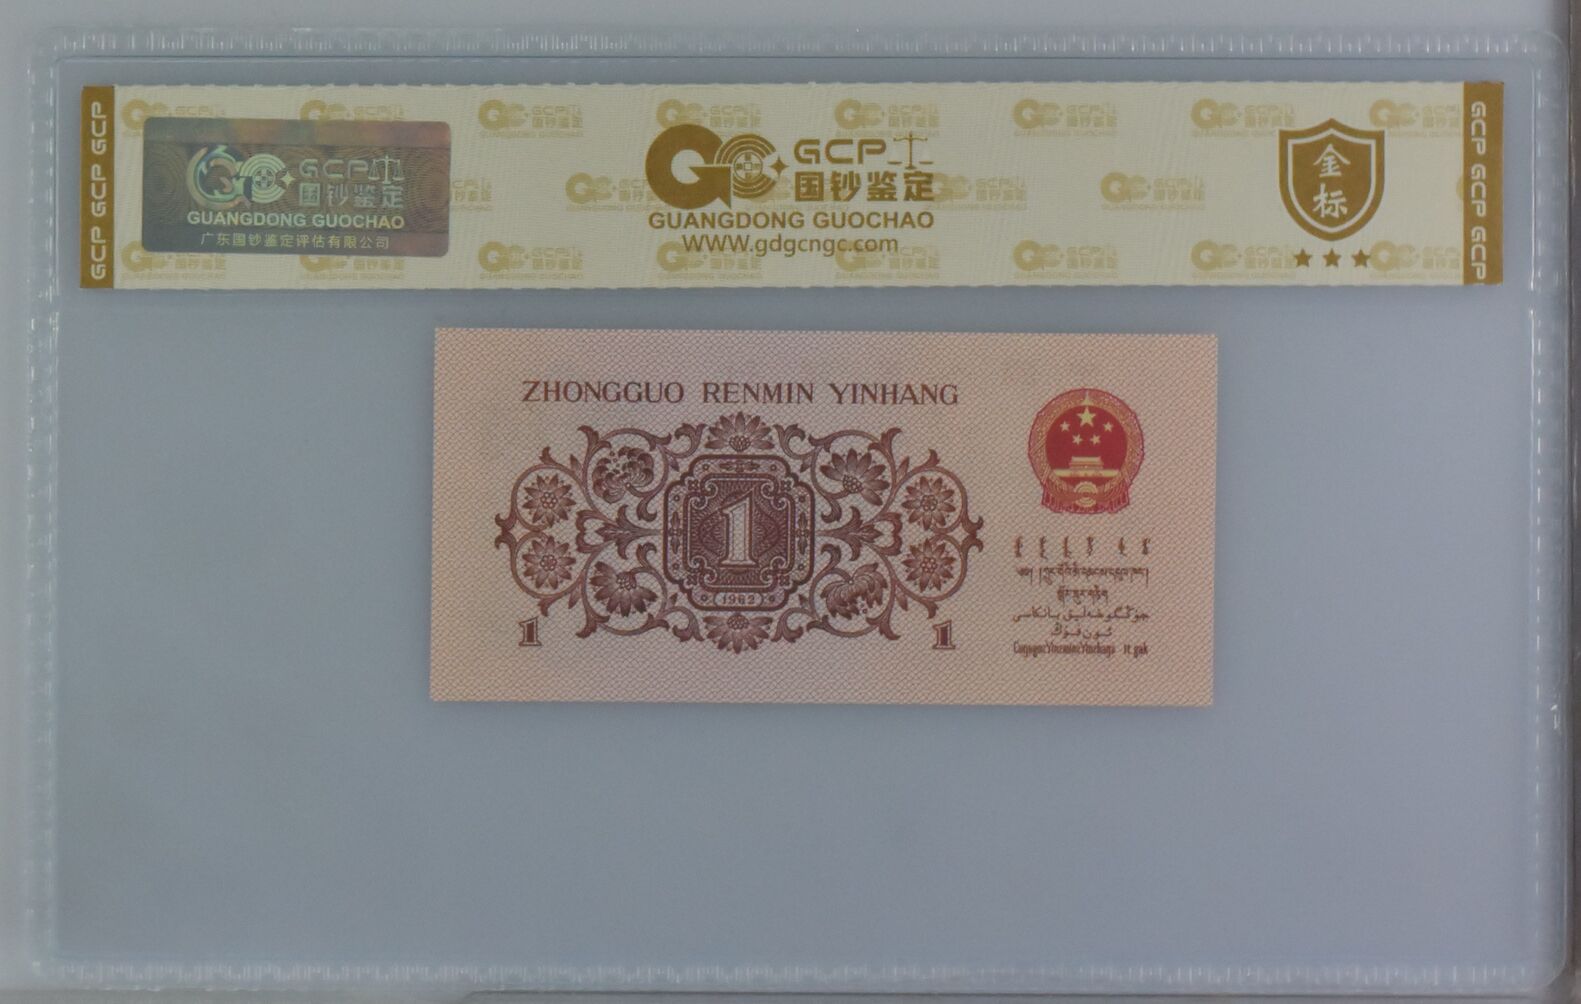 GCP GCP GCP
GCP 国钞鉴定
GUANGDONG GUOCHAO
广东国钞鉴定评估有限公司
GCP
国钞鉴定
GUANGDONG GUOCHAO
WWW.gdgcngc.com
金标
GCP GCP GCP
ZHONGGUO RENMIN YINHANG
1
1962
1
1